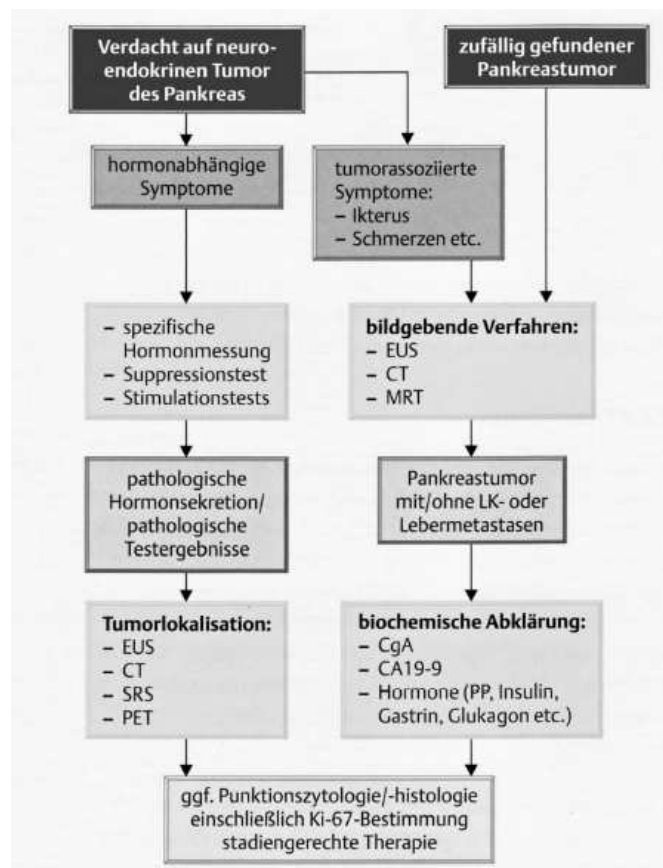 Verdacht auf neuro-
endokrinen Tumor
des Pankreas
zufällig gefundener
Pankreastumor
hormonabhängige
Symptome
tumorassoziierte
Symptome:
– Ikterus
– Schmerzen etc.
– spezifische
Hormonmessung
– Suppressionstest
– Stimulationstests
bildgebende Verfahren:
– EUS
– CT
– MRT
pathologische
Hormonsekretion/
pathologische
Testergebnisse
Pankreastumor
mit/ohne LK- oder
Lebermetastasen
Tumorlokalisation:
– EUS
– CT
– SRS
– PET
biochemische Abklärung:
– CgA
– CA19-9
– Hormone (PP, Insulin,
Gastrin, Glukagon etc.)
ggf. Punktionszytologie/-histologie
einschließlich Ki-67-Bestimmung
stadiengerechte Therapie